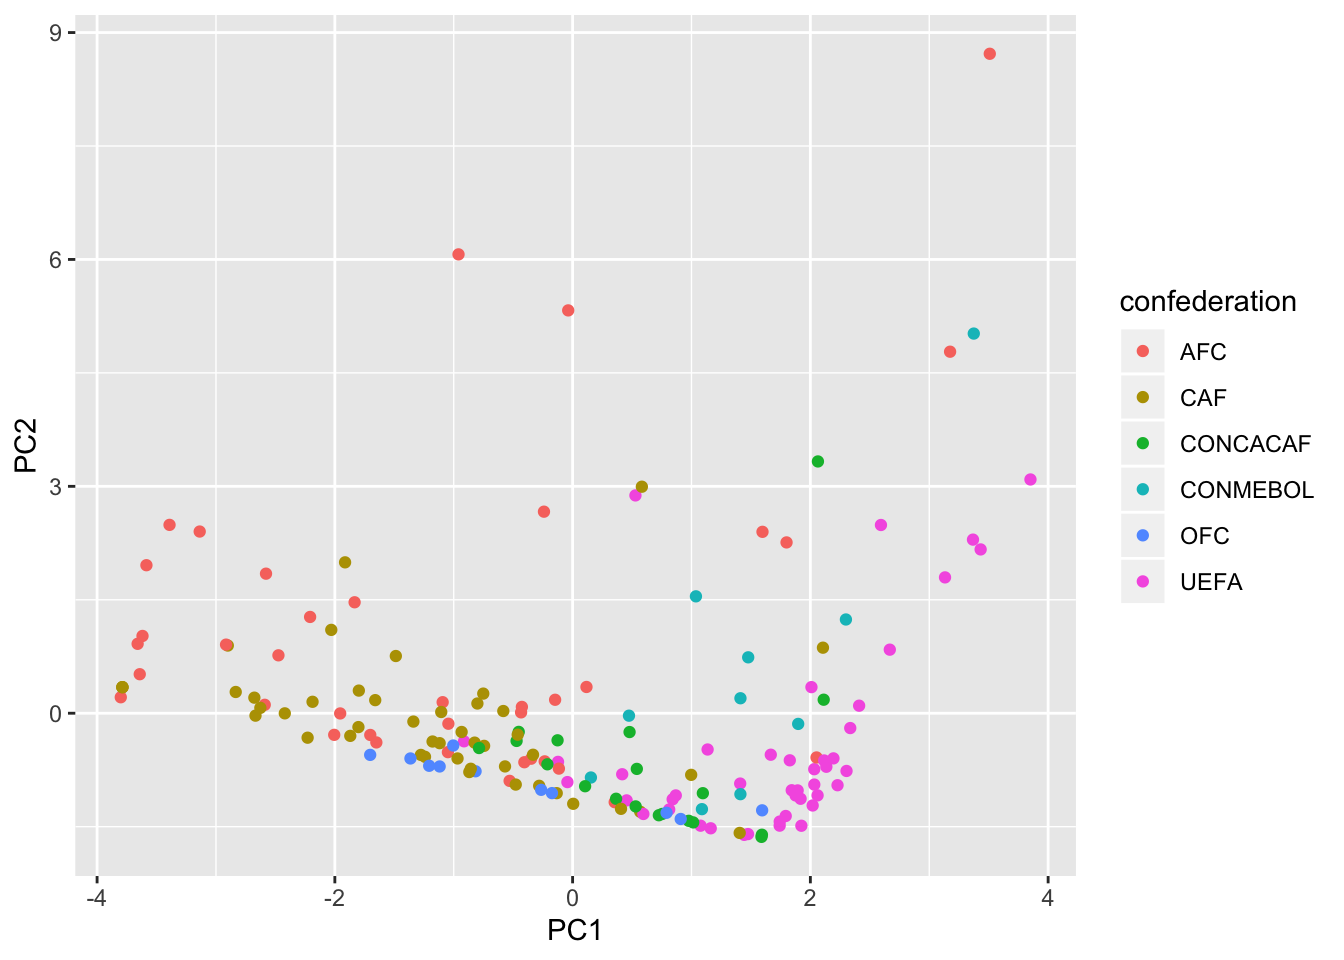 9
6
3
0
PC2
-4
-2
0
2
4
PC1
confederation
AFC
CAF
CONCACAF
CONMEBOL
OFC
UEFA